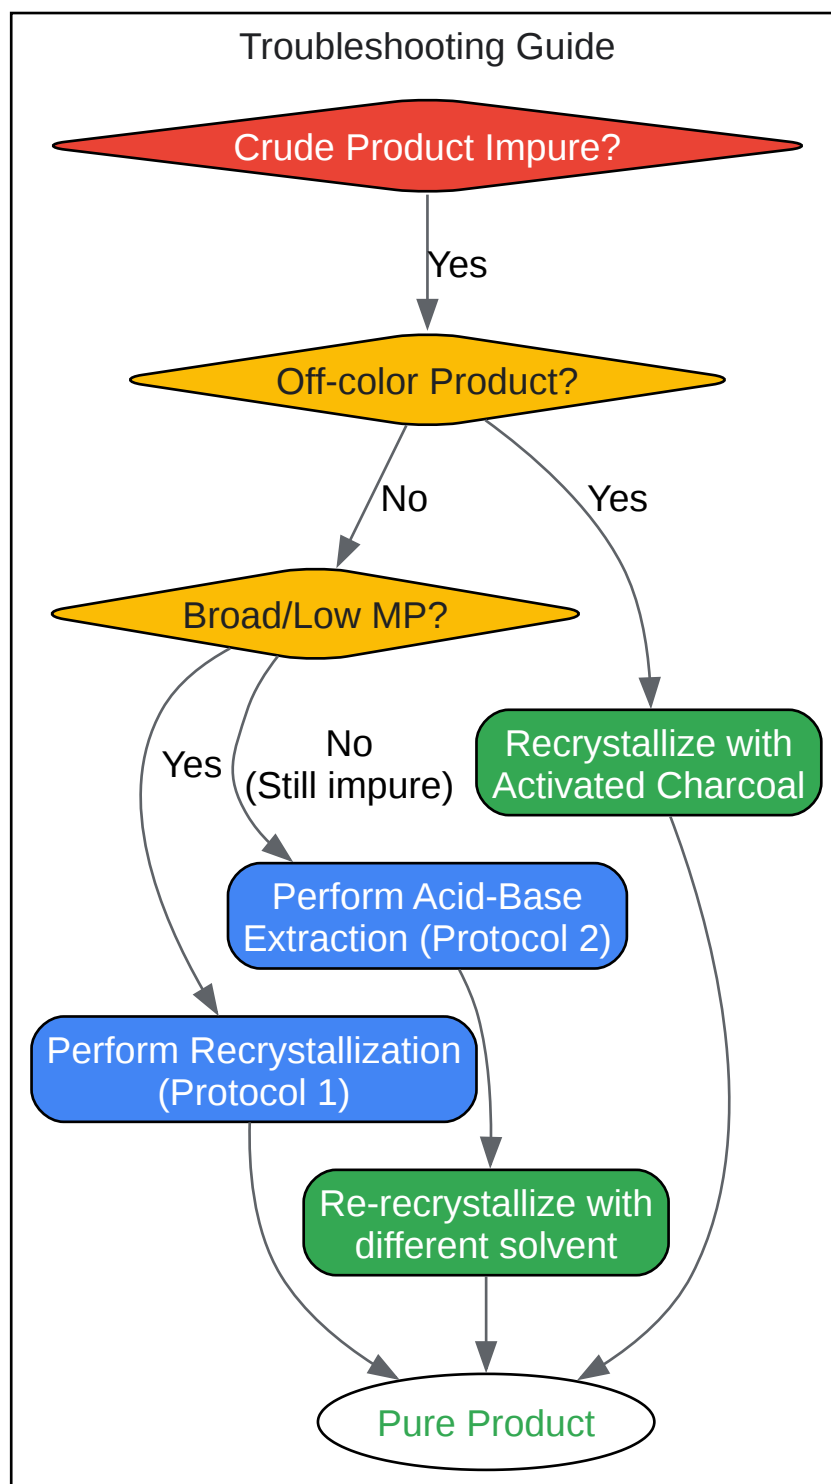 Troubleshooting Guide
Crude Product Impure?
Yes
Off-color Product?
No
Yes
Broad/Low MP?
Recrystallize with
Activated Charcoal
Yes
No
(Still impure)
Perform Acid-Base
Extraction (Protocol 2)
Perform Recrystallization
(Protocol 1)
Re-recrystallize with
different solvent
Pure Product